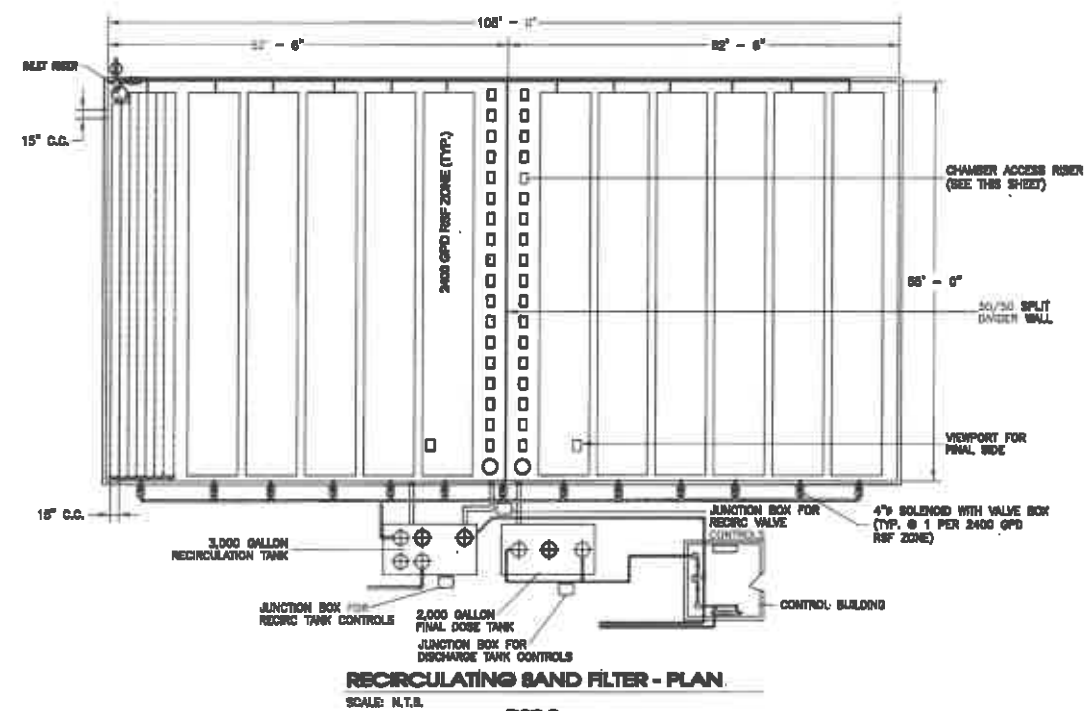 - 6"
52' - 6"
INLET RISER
15" C.C.
2400 GPD RSF ZONE (TYP.)
CHAMBER ACCESS RISER
(SEE THIS SHEET)
- 0"
50/50 SPLIT
DIVIDER WALL
VIEWPORT FOR
FINAL SIDE
15" C.C.
3,000 GALLON
RECIRCULATION TANK
JUNCTION BOX FOR
RECIRC VALVE
CONTROLS
4"ø SOLENOID WITH VALVE BOX
(TYP. @ 1 PER 2400 GPD
RSF ZONE)
JUNCTION BOX FOR
RECIRC TANK CONTROLS
2,000 GALLON
FINAL DOSE TANK
JUNCTION BOX FOR
DISCHARGE TANK CONTROLS
CONTROL BUILDING
RECIRCULATING SAND FILTER - PLAN
SCALE: N.T.S.